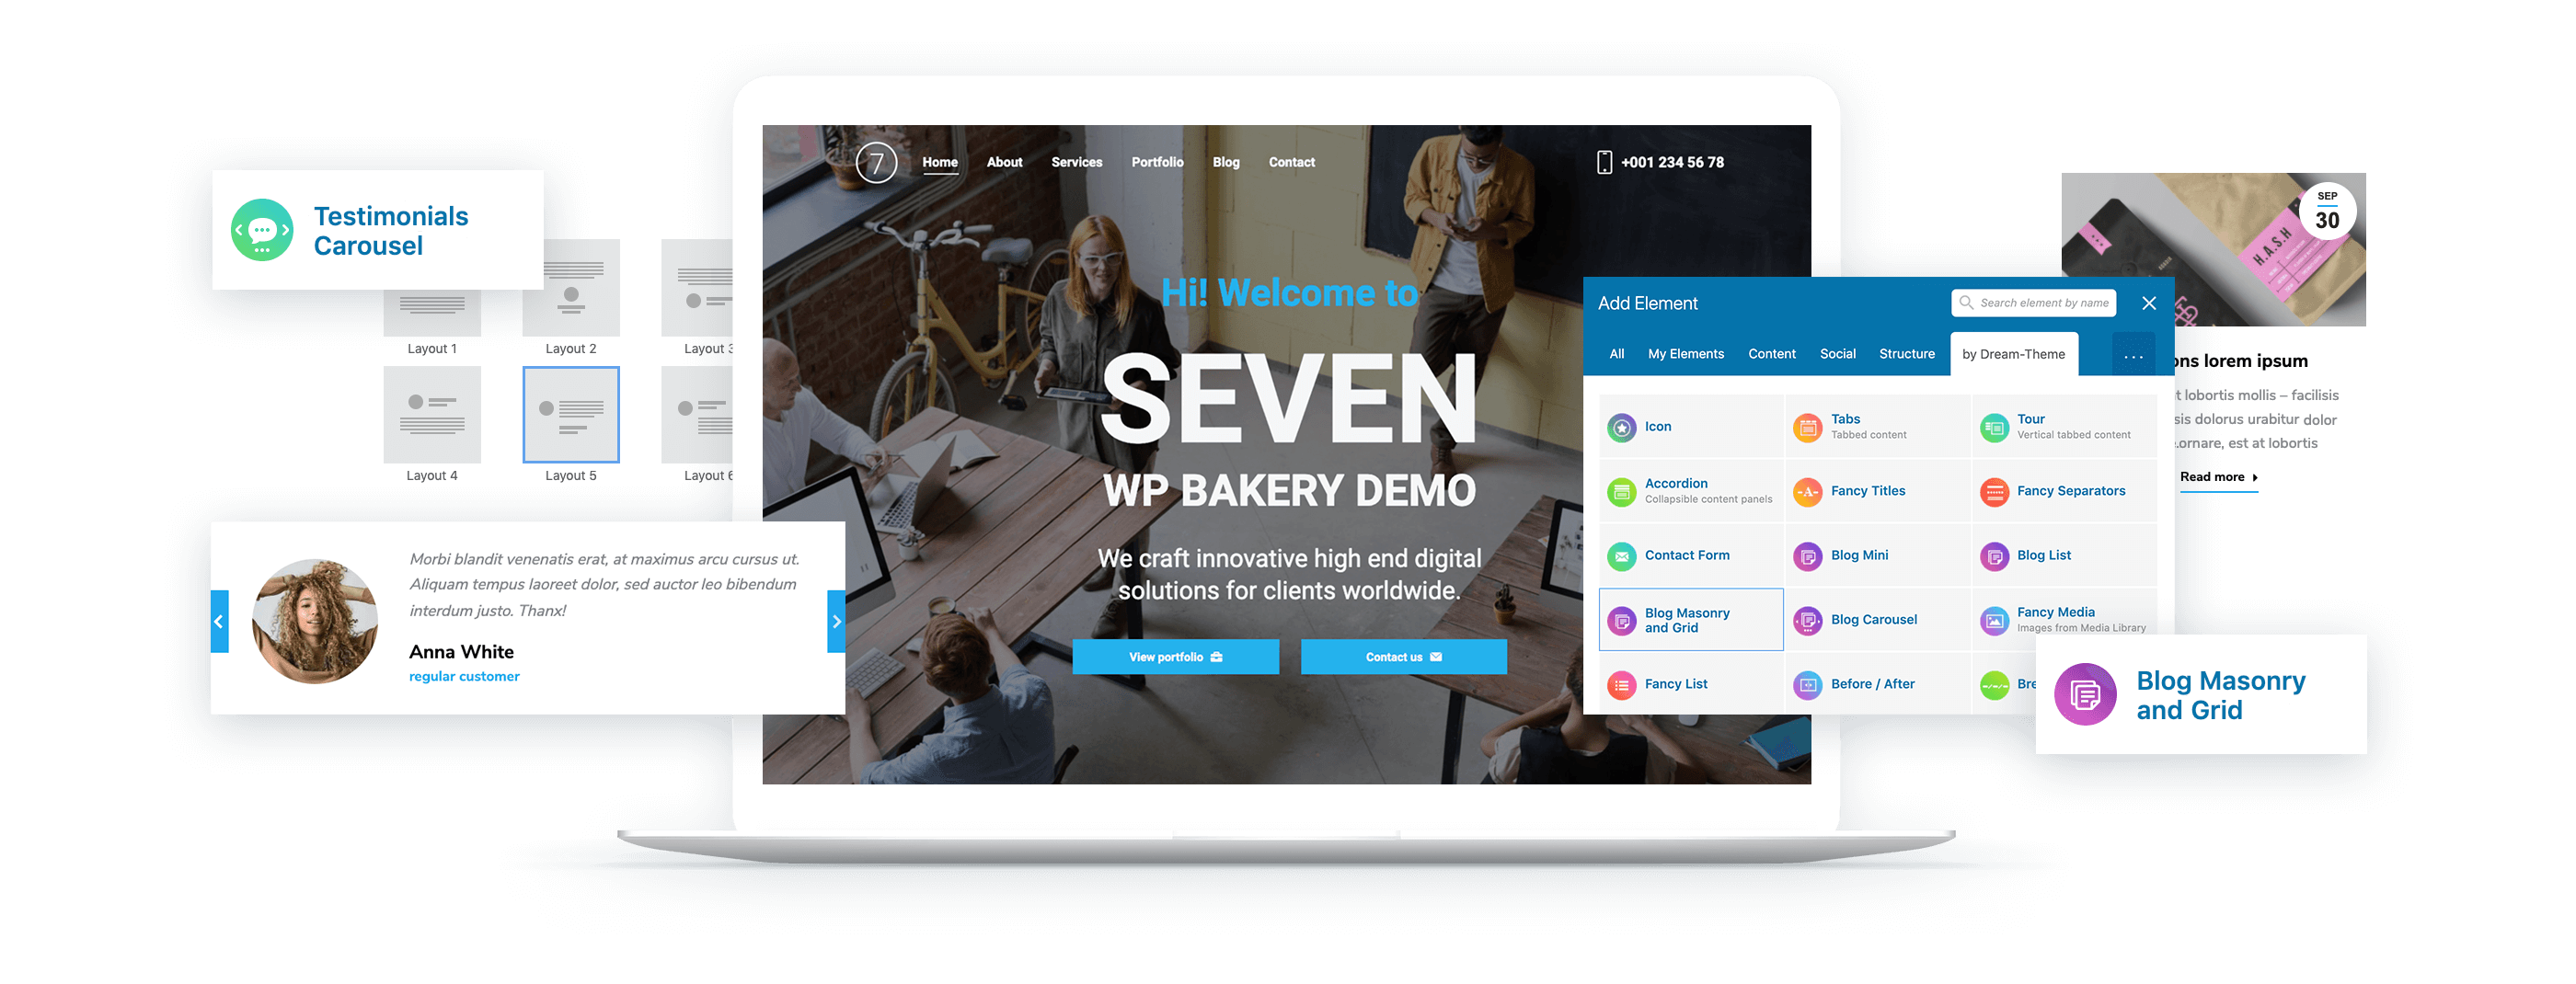 Testimonials
Carousel
Layout 1
Layout 2
Layout 3
Layout 4
Layout 5
Layout 6
Morbi blandit venenatis erat, at maximus arcu cursus ut.
Aliquam tempus laoreet dolor, sed auctor leo bibendum
interdum justo. Thanx!
Anna White
regular customer
7
Home
About
Services
Portfolio
Blog
Contact
+001 234 56 78
Hi! Welcome to
SEVEN
WP BAKERY DEMO
We craft innovative high end digital
solutions for clients worldwide.
View portfolio
Contact us
Add Element
Search element by name
All
My Elements
Content
Social
Structure
by Dream-Theme
...
Icon
Tabs
Tabbed content
Tour
Vertical tabbed content
Accordion
Collapsible content panels
Fancy Titles
Fancy Separators
Contact Form
Blog Mini
Blog List
Blog Masonry
and Grid
Blog Carousel
Fancy Media
Images from Media Library
Fancy List
Before / After
Bre
SEP
30
H.A.S.H
ons lorem ipsum
t lobortis mollis – facilisis
sis dolorus urabitur dolor
.ornare, est at lobortis
Read more
Blog Masonry
and Grid